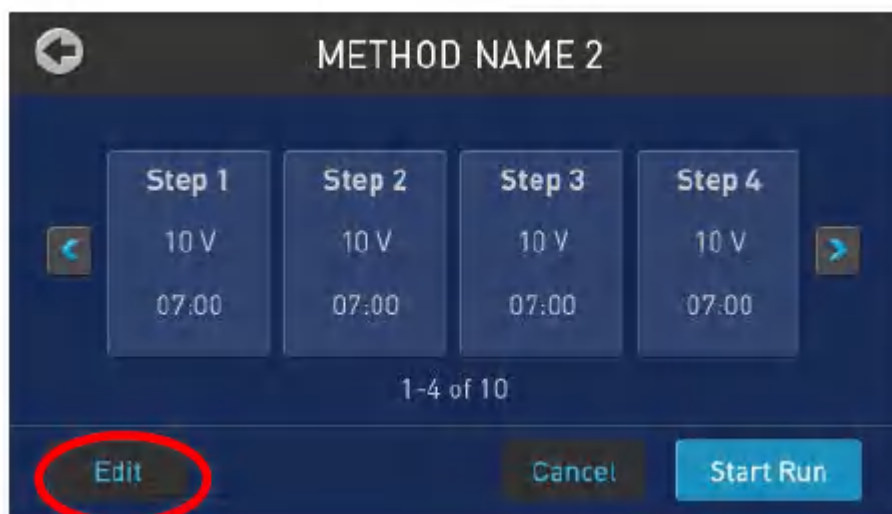 METHOD NAME 2
Step 1 Step 2 Step 3 Step 4
10 V 10 V 10 V 10 V
07:00 07:00 07:00 07:00
1-4 of 10
Edit Cancel Start Run